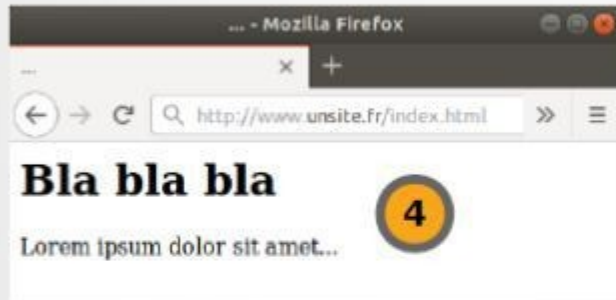 ... - Mozilla Firefox
...
http://www.unsite.fr/index.html
Bla bla bla
4
Lorem ipsum dolor sit amet...